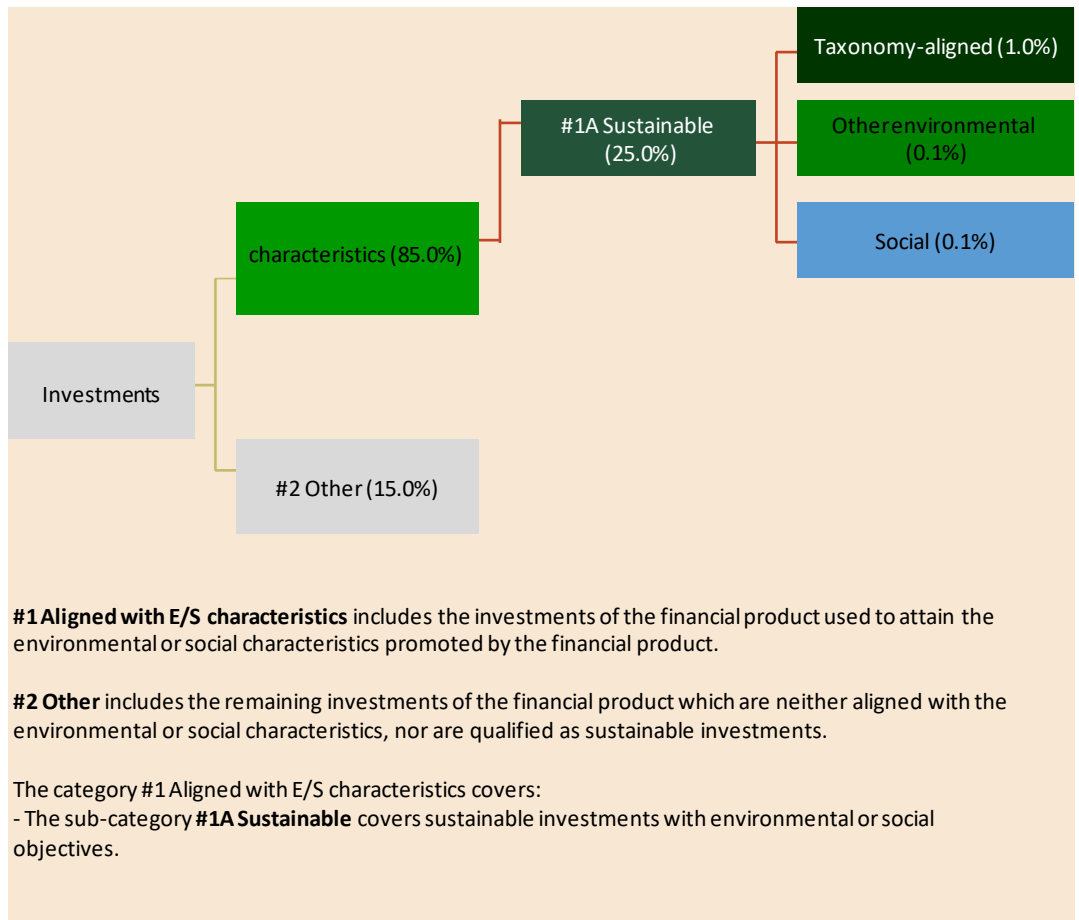 Taxonomy-aligned (1.0%)
#1A Sustainable
(25.0%)
Other environmental
(0.1%)
characteristics (85.0%)
Social (0.1%)
Investments
#2 Other (15.0%)
#1 Aligned with E/S characteristics includes the investments of the financial product used to attain the
environmental or social characteristics promoted by the financial product.
#2 Other includes the remaining investments of the financial product which are neither aligned with the
environmental or social characteristics, nor are qualified as sustainable investments.
The category #1 Aligned with E/S characteristics covers:
- The sub-category #1A Sustainable covers sustainable investments with environmental or social
objectives.